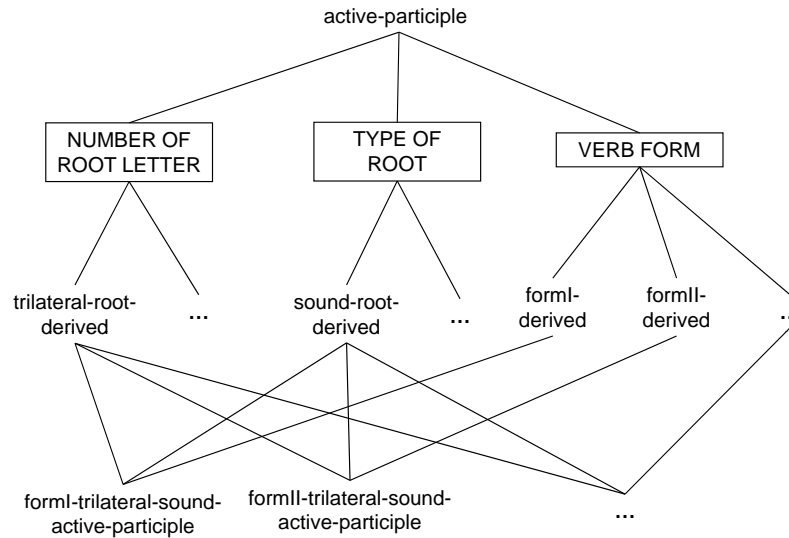 active-participle
NUMBER OF
ROOT LETTER
TYPE OF
ROOT
VERB FORM
trilateral-root-
derived
...
sound-root-
derived
...
formI-
derived
formII-
derived
...
formI-trilateral-sound-
active-participle
formII-trilateral-sound-
active-participle
...